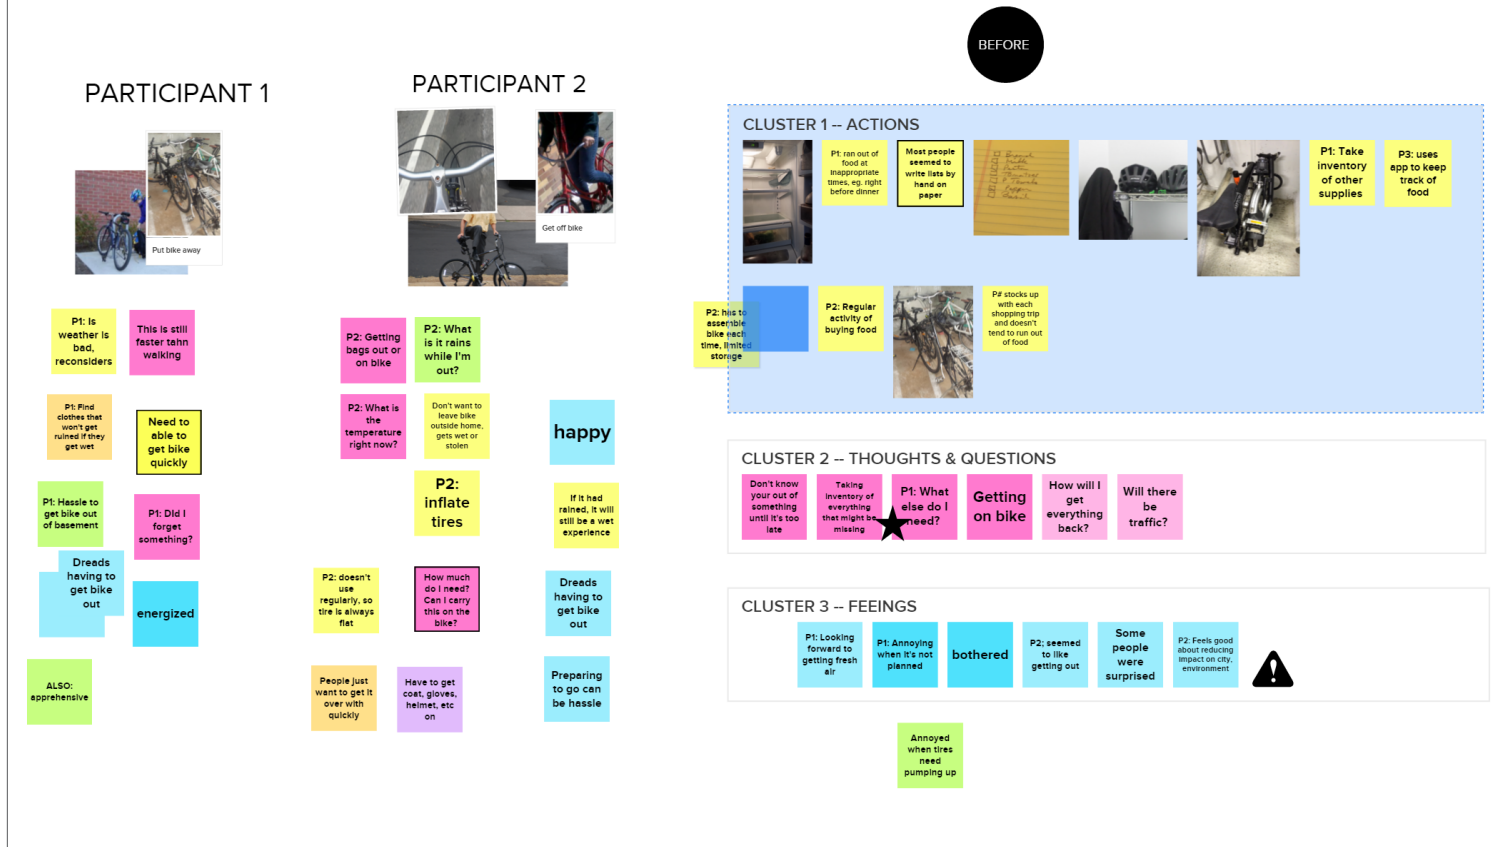 BEFORE
PARTICIPANT 1
Put bike away
P1: Is
weather is
bad,
reconsiders
This is still
faster tahn
walking
P1: Find
clothes that
won't get
ruined if they
get wet
Need to
able to
get bike
quickly
P1: Hassle to
get bike out
of basement
P1: Did I
forget
something?
Dreads
having to
get bike
out
energized
ALSO:
apprehensive
PARTICIPANT 2
Get off bike
P2: Getting
bags out or
on bike
P2: What
is it rains
while I'm
out?
P2: What is
the
temperature
right now?
Don't want to
leave bike
outside home,
gets wet or
stolen
happy
P2:
inflate
tires
If it had
rained, it will
still be a wet
experience
P2: doesn't
use
regularly, so
tire is always
flat
How much
do I need?
Can I carry
this on the
bike?
Dreads
having to
get bike
out
People just
want to get it
over with
quickly
Have to get
coat, gloves,
helmet, etc
on
Preparing
to go can
be hassle
CLUSTER 1 -- ACTIONS
P1: ran out of
food at
inappropriate
times, eg. right
before dinner
Most people
seemed to
write lists by
hand on
paper
P1: Take
inventory
of other
supplies
P3: uses
app to keep
track of
food
P2: has to
assemble
bike each
time, limited
storage
P2: Regular
activity of
buying food
P# stocks up
with each
shopping trip
and doesn't
tend to run out
of food
CLUSTER 2 -- THOUGHTS & QUESTIONS
Don't know
your out of
something
until it's too
late
Taking
inventory of
everything
that might be
missing
P1: What
else do I
need?
Getting
on bike
How will I
get
everything
back?
Will there
be
traffic?
CLUSTER 3 -- FEEINGS
P1: Looking
forward to
getting fresh
air
P1: Annoying
when it's not
planned
bothered
P2; seemed
to like
getting out
Some
people
were
surprised
P2: Feels good
about reducing
impact on city,
environment
Annoyed
when tires
need
pumping up